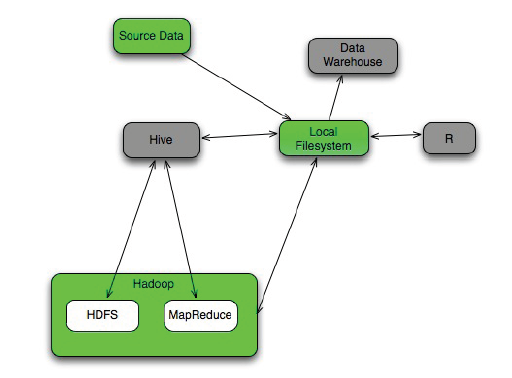 Source Data
Data
Warehouse
Hive
Local
Filesystem
R
Hadoop
HDFS
MapReduce